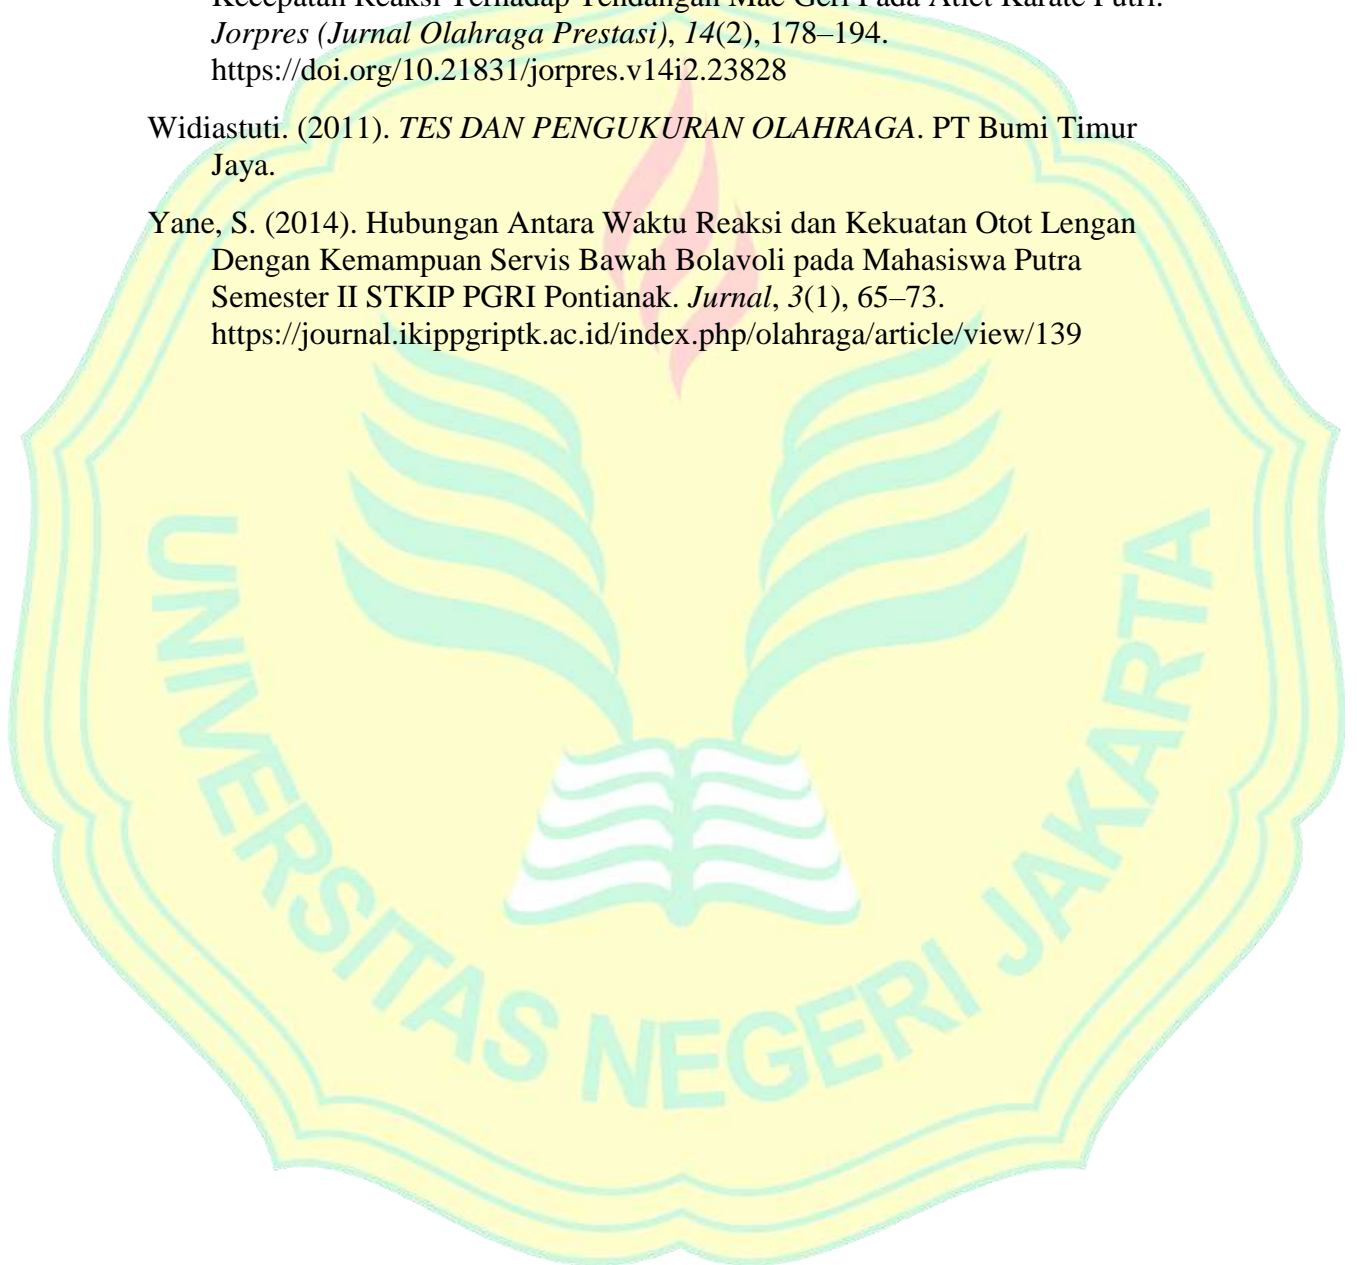 Kecepatan Reaksi Terhadap Tendangan Mae Geri Pada Atlet Karate Putri.
Jorpres (Jurnal Olahraga Prestasi), 14(2), 178–194.
https://doi.org/10.21831/jorpres.v14i2.23828
Widiastuti. (2011). TES DAN PENGUKURAN OLAHRAGA. PT Bumi Timur
Jaya.
Yane, S. (2014). Hubungan Antara Waktu Reaksi dan Kekuatan Otot Lengan
Dengan Kemampuan Servis Bawah Bolavoli pada Mahasiswa Putra
Semester II STKIP PGRI Pontianak. Jurnal, 3(1), 65–73.
https://journal.ikippgriptk.ac.id/index.php/olahraga/article/view/139
UNIVERSITAS NEGERI JAKARTA